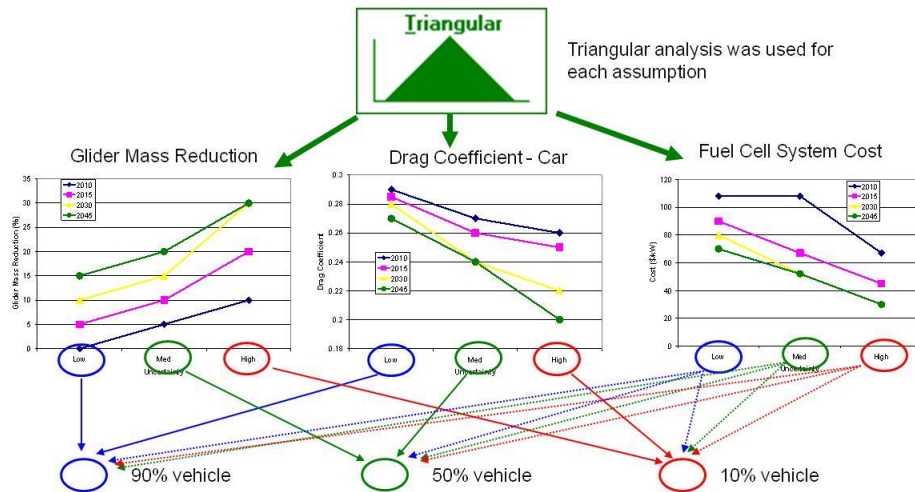 Triangular
Triangular analysis was used for
each assumption
Glider Mass Reduction
Drag Coefficient - Car
Fuel Cell System Cost
35
30
25
20
15
10
5
0
Glider Mass Reduction (%)
2010
2015
2030
2045
Low
Med
High
Uncertainty
0.3
0.28
0.26
0.24
0.22
0.2
0.18
Drag Coefficient
2010
2015
2030
2045
Low
Med
High
Uncertainty
120
100
80
60
40
20
0
Cost ($/kW)
2010
2015
2030
2045
Low
Med
High
Uncertainty
90% vehicle
50% vehicle
10% vehicle